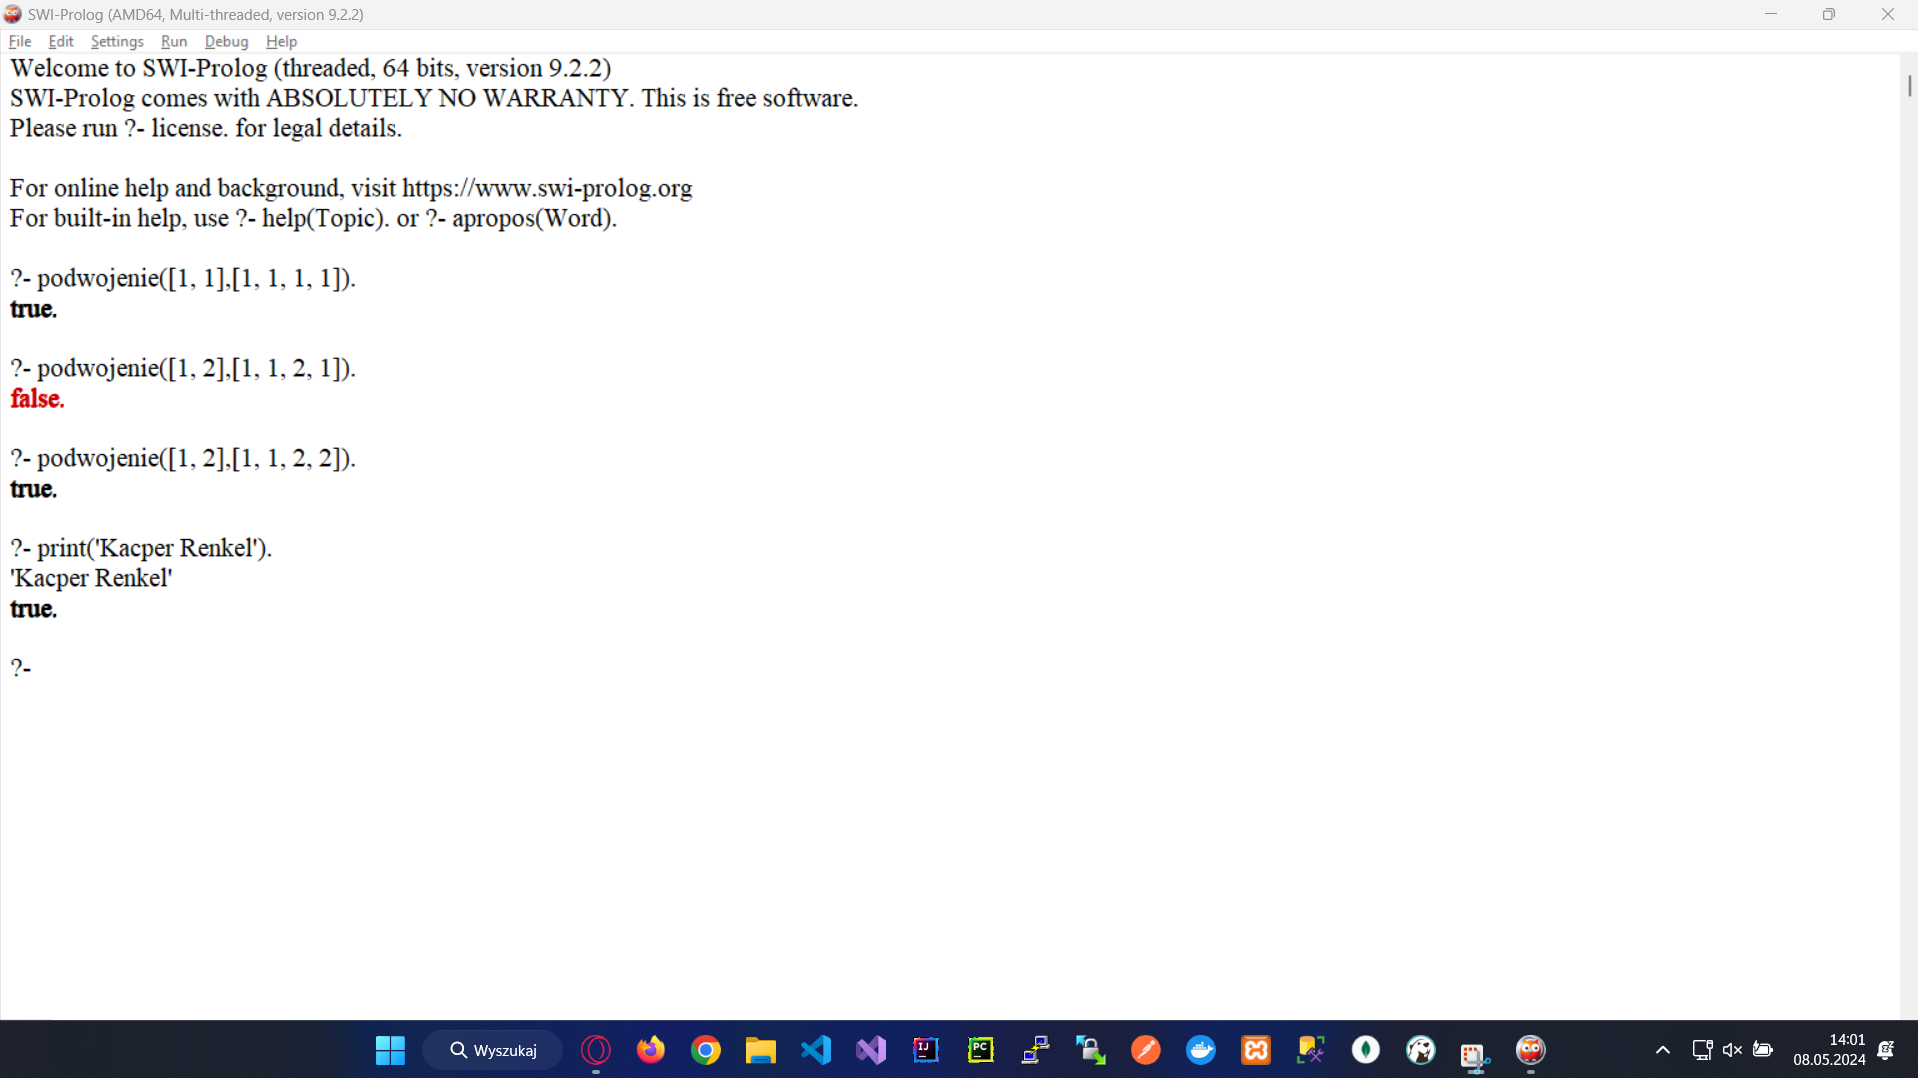 SWI-Prolog (AMD64, Multi-threaded, version 9.2.2)
File Edit Settings Run Debug Help
Welcome to SWI-Prolog (threaded, 64 bits, version 9.2.2)
SWI-Prolog comes with ABSOLUTELY NO WARRANTY. This is free software.
Please run ?- license. for legal details.
For online help and background, visit https://www.swi-prolog.org
For built-in help, use ?- help(Topic). or ?- apropos(Word).
?- podwojenie([1, 1],[1, 1, 1, 1]).
true.
?- podwojenie([1, 2],[1, 1, 2, 1]).
false.
?- podwojenie([1, 2],[1, 1, 2, 2]).
true.
?- print('Kacper Renkel').
'Kacper Renkel'
true.
?-
Wyszukaj
IJ
PC
14:01
08.05.2024